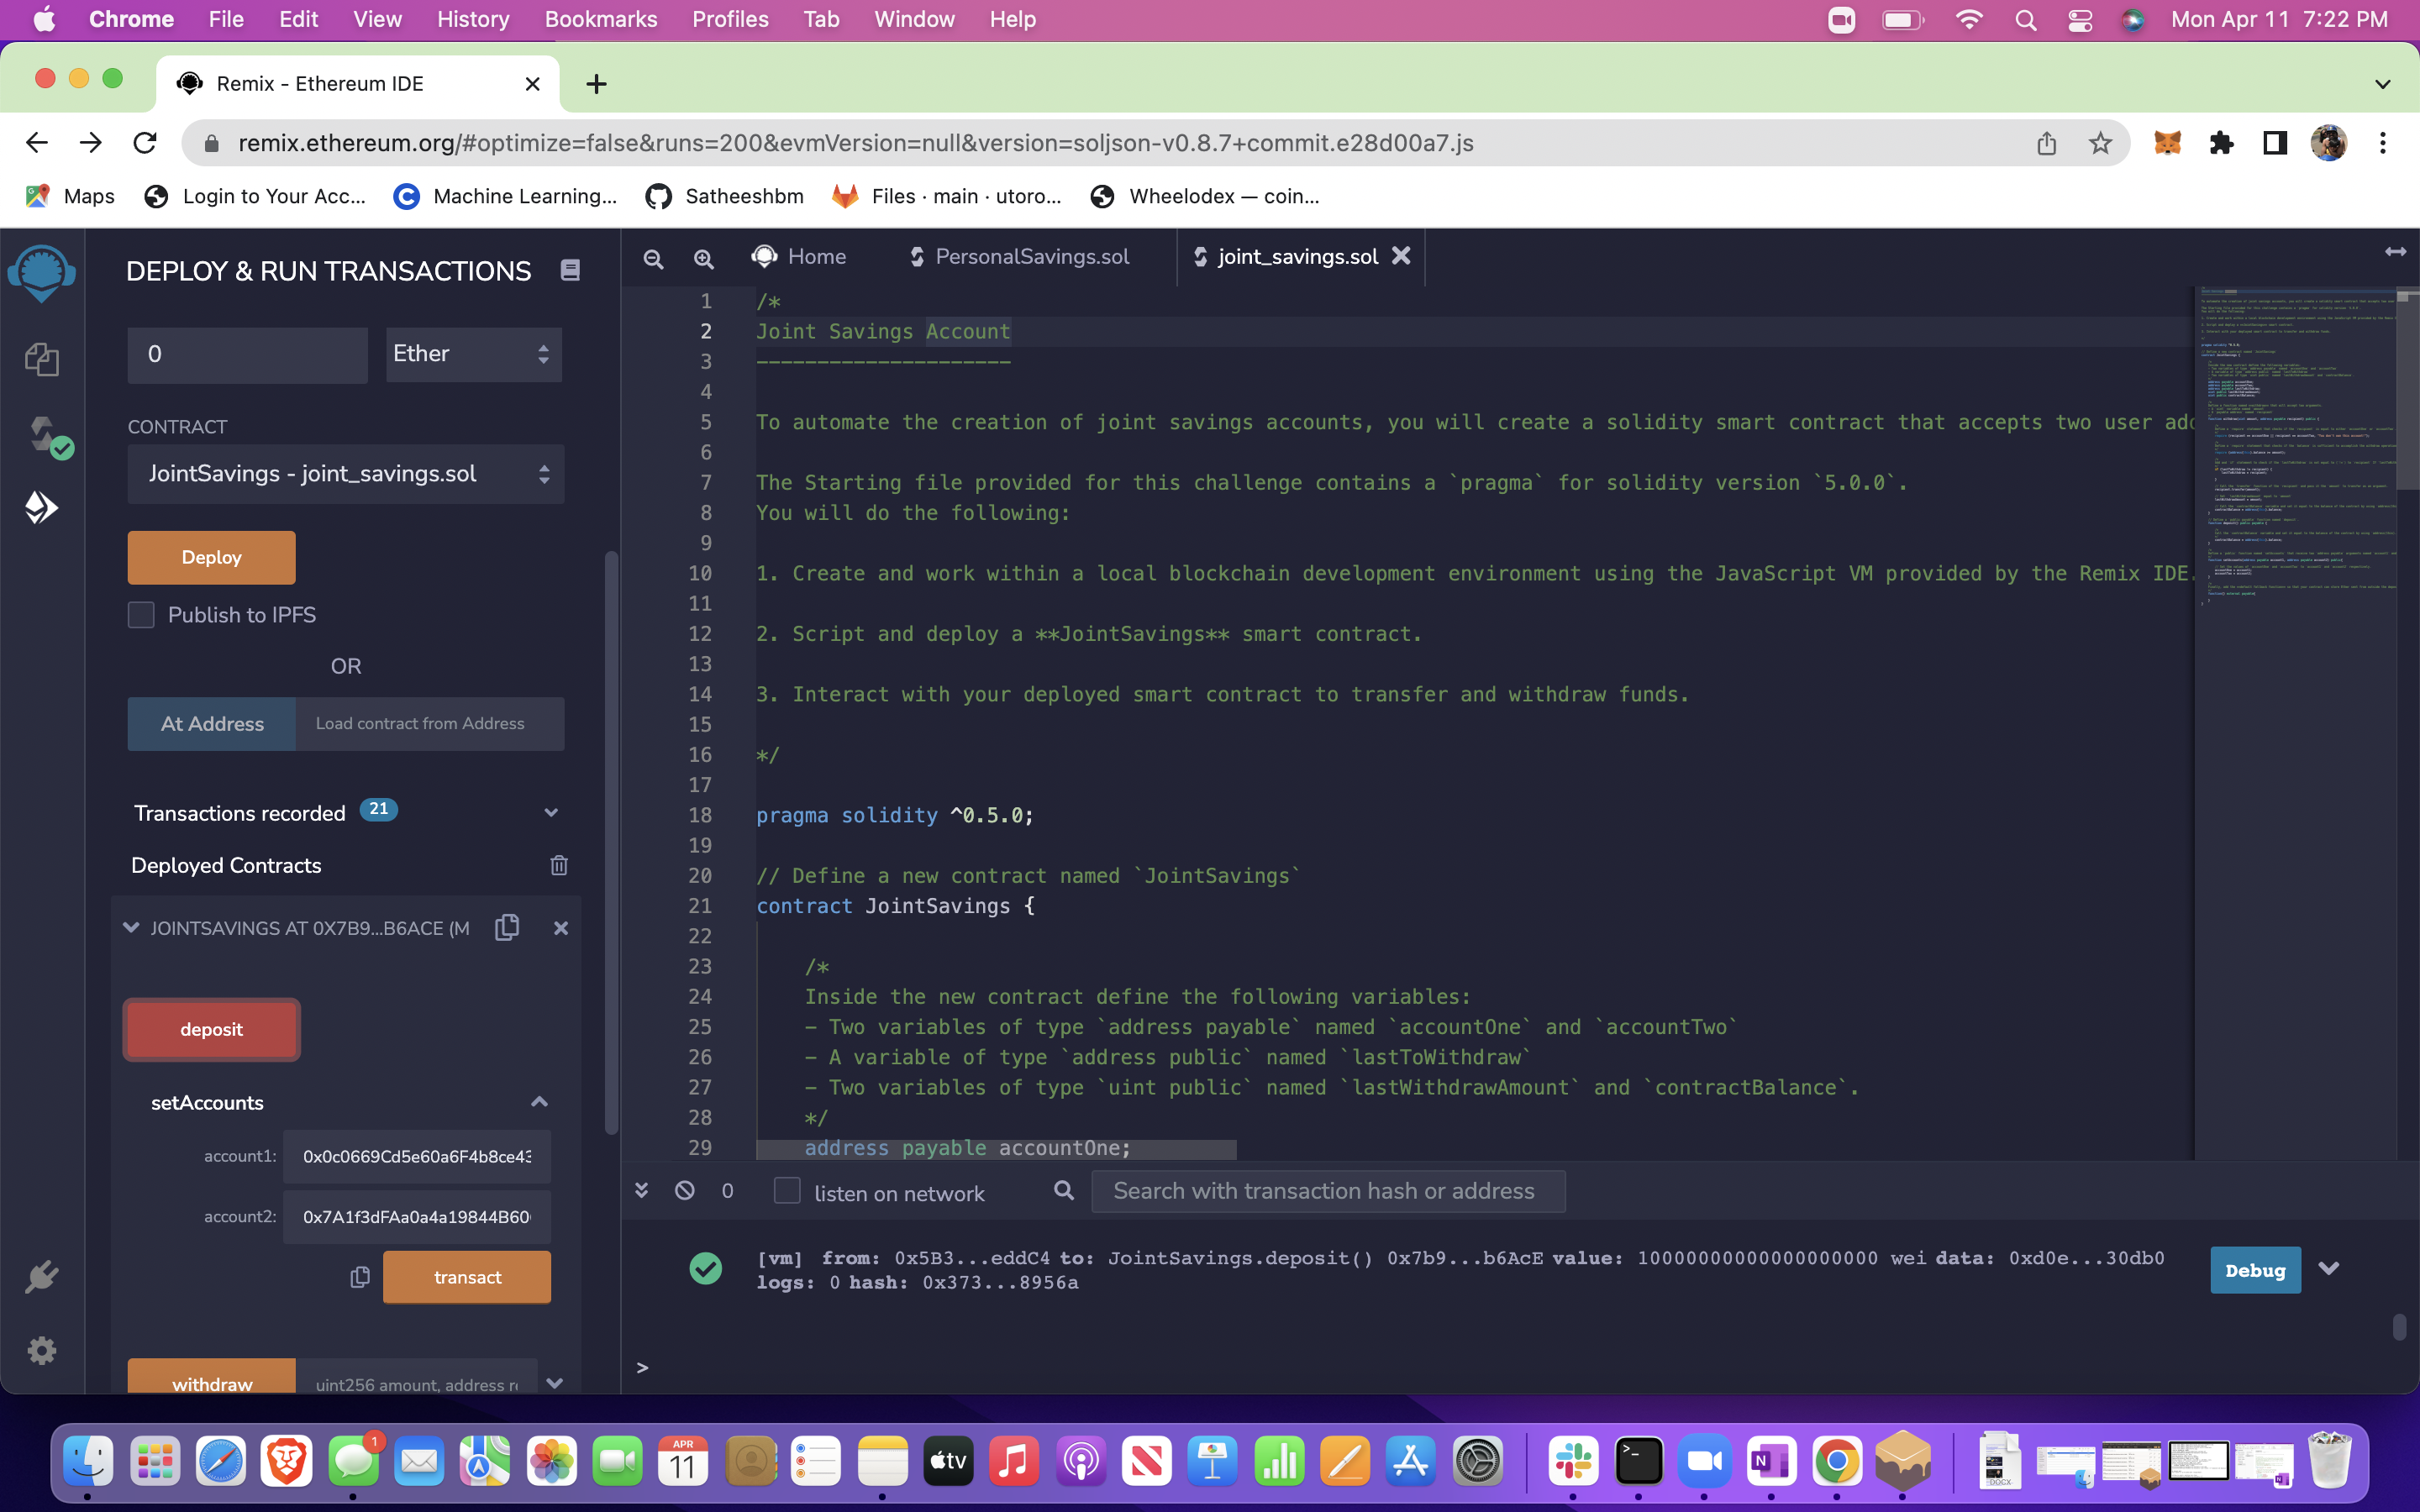 Chrome File Edit View History Bookmarks Profiles Tab Window Help Mon Apr 11 7:22 PM
Remix - Ethereum IDE
remix.ethereum.org/#optimize=false&runs=200&evmVersion=null&version=soljson-v0.8.7+commit.e28d00a7.js
Maps Login to Your Acc... Machine Learning... Satheeshbm Files · main · utoro... Wheelodex — coin...
DEPLOY & RUN TRANSACTIONS
0 Ether
CONTRACT
JointSavings - joint_savings.sol
Deploy
Publish to IPFS
OR
At Address Load contract from Address
Transactions recorded 21
Deployed Contracts
JOINTSAVINGS AT 0X7B9...B6ACE (M
deposit
setAccounts
account1: 0x0c0669Cd5e60a6F4b8ce43
account2: 0x7A1f3dFAa0a4a19844B60
transact
withdraw uint256 amount, address r
Home PersonalSavings.sol joint_savings.sol
1 /*
2 Joint Savings Account
3 ---------------------
4
5 To automate the creation of joint savings accounts, you will create a solidity smart contract that accepts two user ad
6
7 The Starting file provided for this challenge contains a `pragma` for solidity version `5.0.0`.
8 You will do the following:
9
10 1. Create and work within a local blockchain development environment using the JavaScript VM provided by the Remix IDE.
11
12 2. Script and deploy a **JointSavings** smart contract.
13
14 3. Interact with your deployed smart contract to transfer and withdraw funds.
15
16 */
17
18 pragma solidity ^0.5.0;
19
20 // Define a new contract named `JointSavings`
21 contract JointSavings {
22
23 /*
24 Inside the new contract define the following variables:
25 - Two variables of type `address payable` named `accountOne` and `accountTwo`
26 - A variable of type `address public` named `lastToWithdraw`
27 - Two variables of type `uint public` named `lastWithdrawAmount` and `contractBalance`.
28 */
29 address payable accountOne;
0 listen on network Search with transaction hash or address
[vm] from: 0x5B3...eddC4 to: JointSavings.deposit() 0x7b9...b6AcE value: 10000000000000000000 wei data: 0xd0e...30db0
logs: 0 hash: 0x373...8956a
Debug
>
1
APR
11
tv
N
DOCX